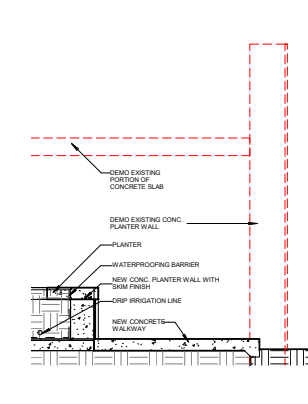 DEMO EXISTING
PORTION OF
CONCRETE SLAB
DEMO EXISTING CONC.
PLANTER WALL
PLANTER
WATERPROOFING BARRIER
NEW CONC. PLANTER WALL WITH
SKIM FINISH
DRIP IRRIGATION LINE
NEW CONCRETE
WALKWAY